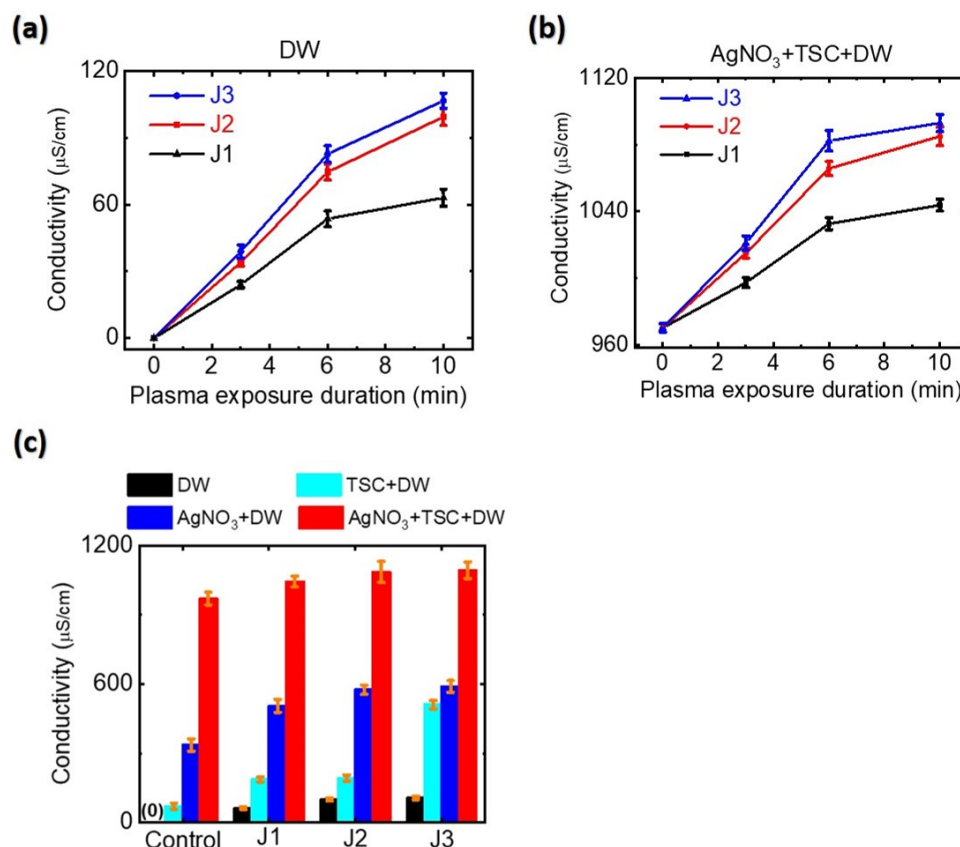 (a)
DW
120
60
0
Conductivity (μS/cm)
J3
J2
J1
0 2 4 6 8 10
Plasma exposure duration (min)
(b)
AgNO₃+TSC+DW
1120
1040
960
Conductivity (μS/cm)
J3
J2
J1
0 2 4 6 8 10
Plasma exposure duration (min)
(c)
DW TSC+DW
AgNO₃+DW AgNO₃+TSC+DW
1200
600
0
Conductivity (μS/cm)
(0)
Control J1 J2 J3